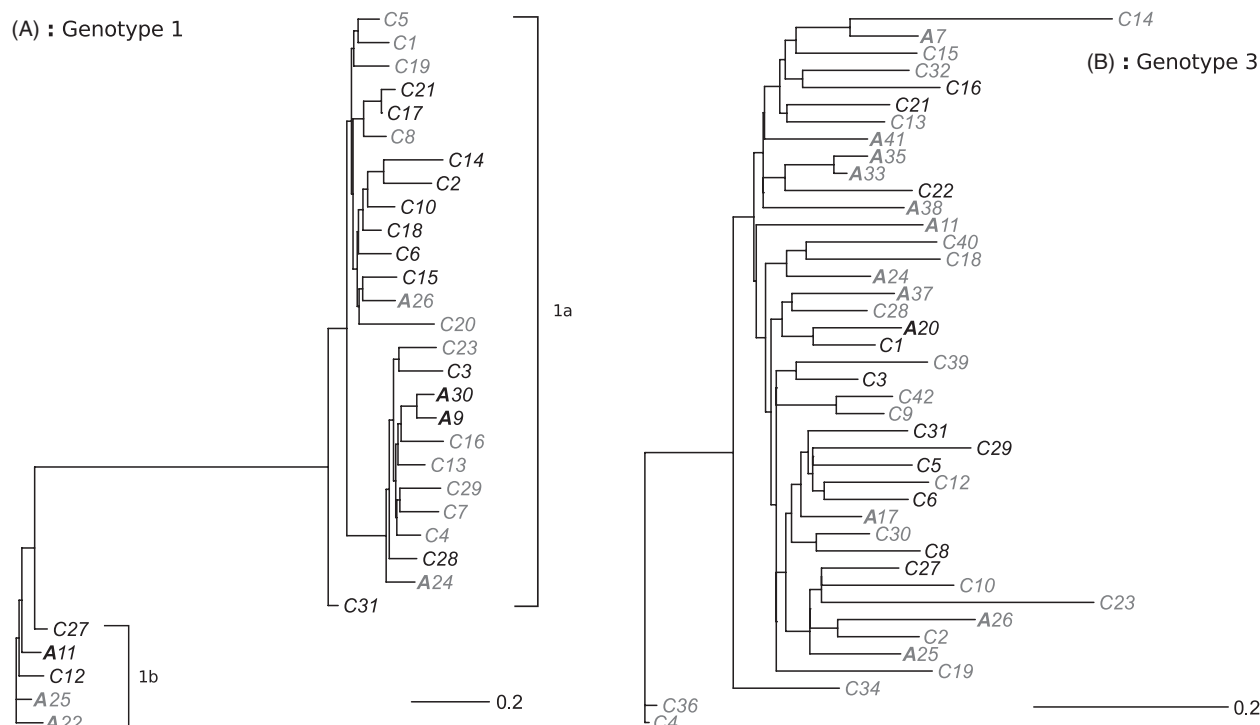 (A) : Genotype 1
C5
C1
C19
C21
C17
C8
C14
C2
C10
C18
C6
C15
A26
C20
C23
C3
A30
A9
C16
C13
C29
C7
C4
C28
A24
C31
1a
C27
A11
C12
A25
A22
1b
0.2
(B) : Genotype 3
C14
A7
C15
C32
C16
C21
C13
A41
A35
A33
C22
A38
A11
C40
C18
A24
A37
C28
A20
C1
C39
C3
C42
C9
C31
C29
C5
C12
C6
A17
C30
C8
C27
C10
C23
A26
C2
A25
C19
C34
C36
C4
0.2